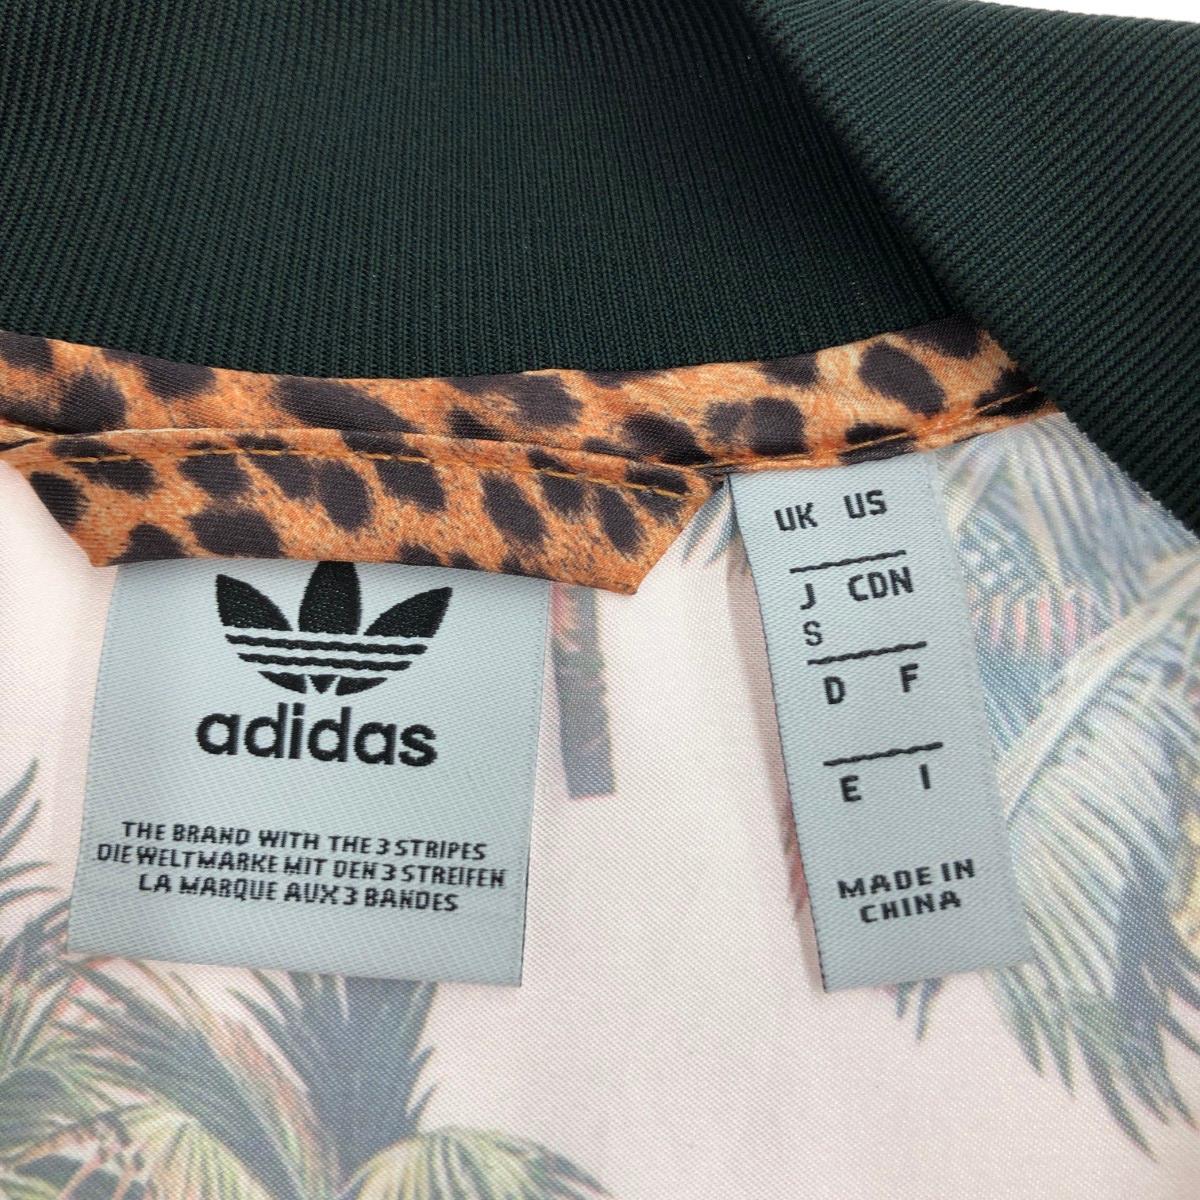 adidas
THE BRAND WITH THE 3 STRIPES
DIE WELTMARKE MIT DEN 3 STREIFEN
LA MARQUE AUX 3 BANDES
UK US
J CDN
S
D F
E I
MADE IN
CHINA